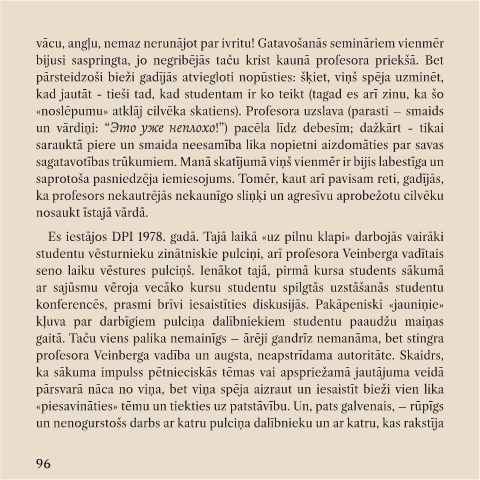 vācu, angļu, nemaz nerunājot par ivritu! Gatavošanās semināriem vienmēr
bijusi saspringta, jo negribējās taču krist kaunā profesora priekšā. Bet
pārsteidzoši bieži gadījās atviegloti nopūsties: šķiet, viņš spēja uzminēt,
kad jautāt - tieši tad, kad studentam ir ko teikt (tagad es arī zinu, ka šo
«noslēpumu» atklāj cilvēka skatiens). Profesora uzslava (parasti – smaids
un vārdiņi: “Это уже неплохо!”) pacēla līdz debesīm; dažkārt - tikai
sarauktā piere un smaida neesamība lika nopietni aizdomāties par savas
sagatavotības trūkumiem. Manā skatījumā viņš vienmēr ir bijis labestīga un
saprotoša pasniedzēja iemiesojums. Tomēr, kaut arī pavisam reti, gadījās,
ka profesors nekautrējās nekaunīgo sliņķi un agresīvu aprobežotu cilvēku
nosaukt īstajā vārdā.
Es iestājos DPI 1978. gadā. Tajā laikā «uz pilnu klapi» darbojās vairāki
studentu vēsturnieku zinātniskie pulciņi, arī profesora Veinberga vadītais
seno laiku vēstures pulciņš. Ienākot tajā, pirmā kursa students sākumā
ar sajūsmu vēroja vecāko kursu studentu spilgtās uzstāšanās studentu
konferencēs, prasmi brīvi iesaistīties diskusijās. Pakāpeniski «jauniņie»
kļuva par darbīgiem pulciņa dalībniekiem studentu paaudžu maiņas
gaitā. Taču viens palika nemainīgs – ārēji gandrīz nemanāma, bet stingra
profesora Veinberga vadība un augsta, neapstrīdama autoritāte. Skaidrs,
ka sākuma impulss pētnieciskās tēmas vai apspriežamā jautājuma veidā
pārsvarā nāca no viņa, bet viņa spēja aizraut un iesaistīt bieži vien lika
«piesavināties» tēmu un tiekties uz patstāvību. Un, pats galvenais, – rūpīgs
un nenogurstošs darbs ar katru pulciņa dalībnieku un ar katru, kas rakstīja
96